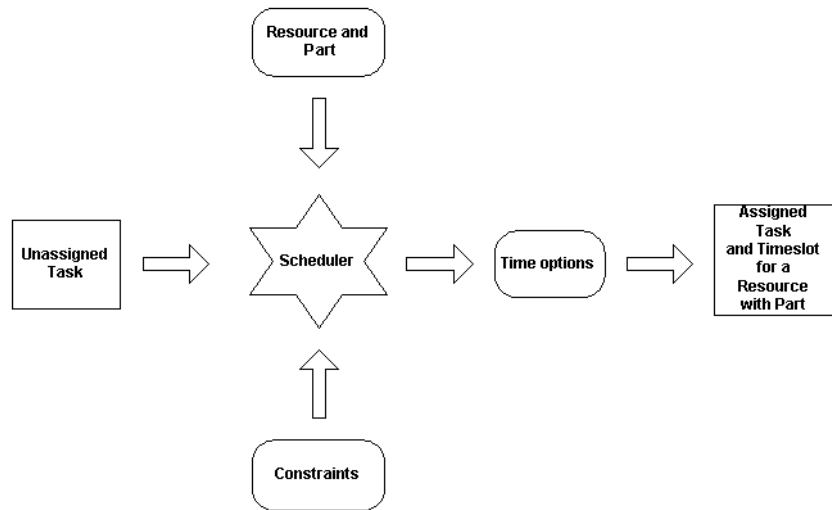 Resource and
Part
Unassigned
Task
Scheduler
Time options
Assigned
Task
and Timeslot
for a
Resource
with Part
Constraints